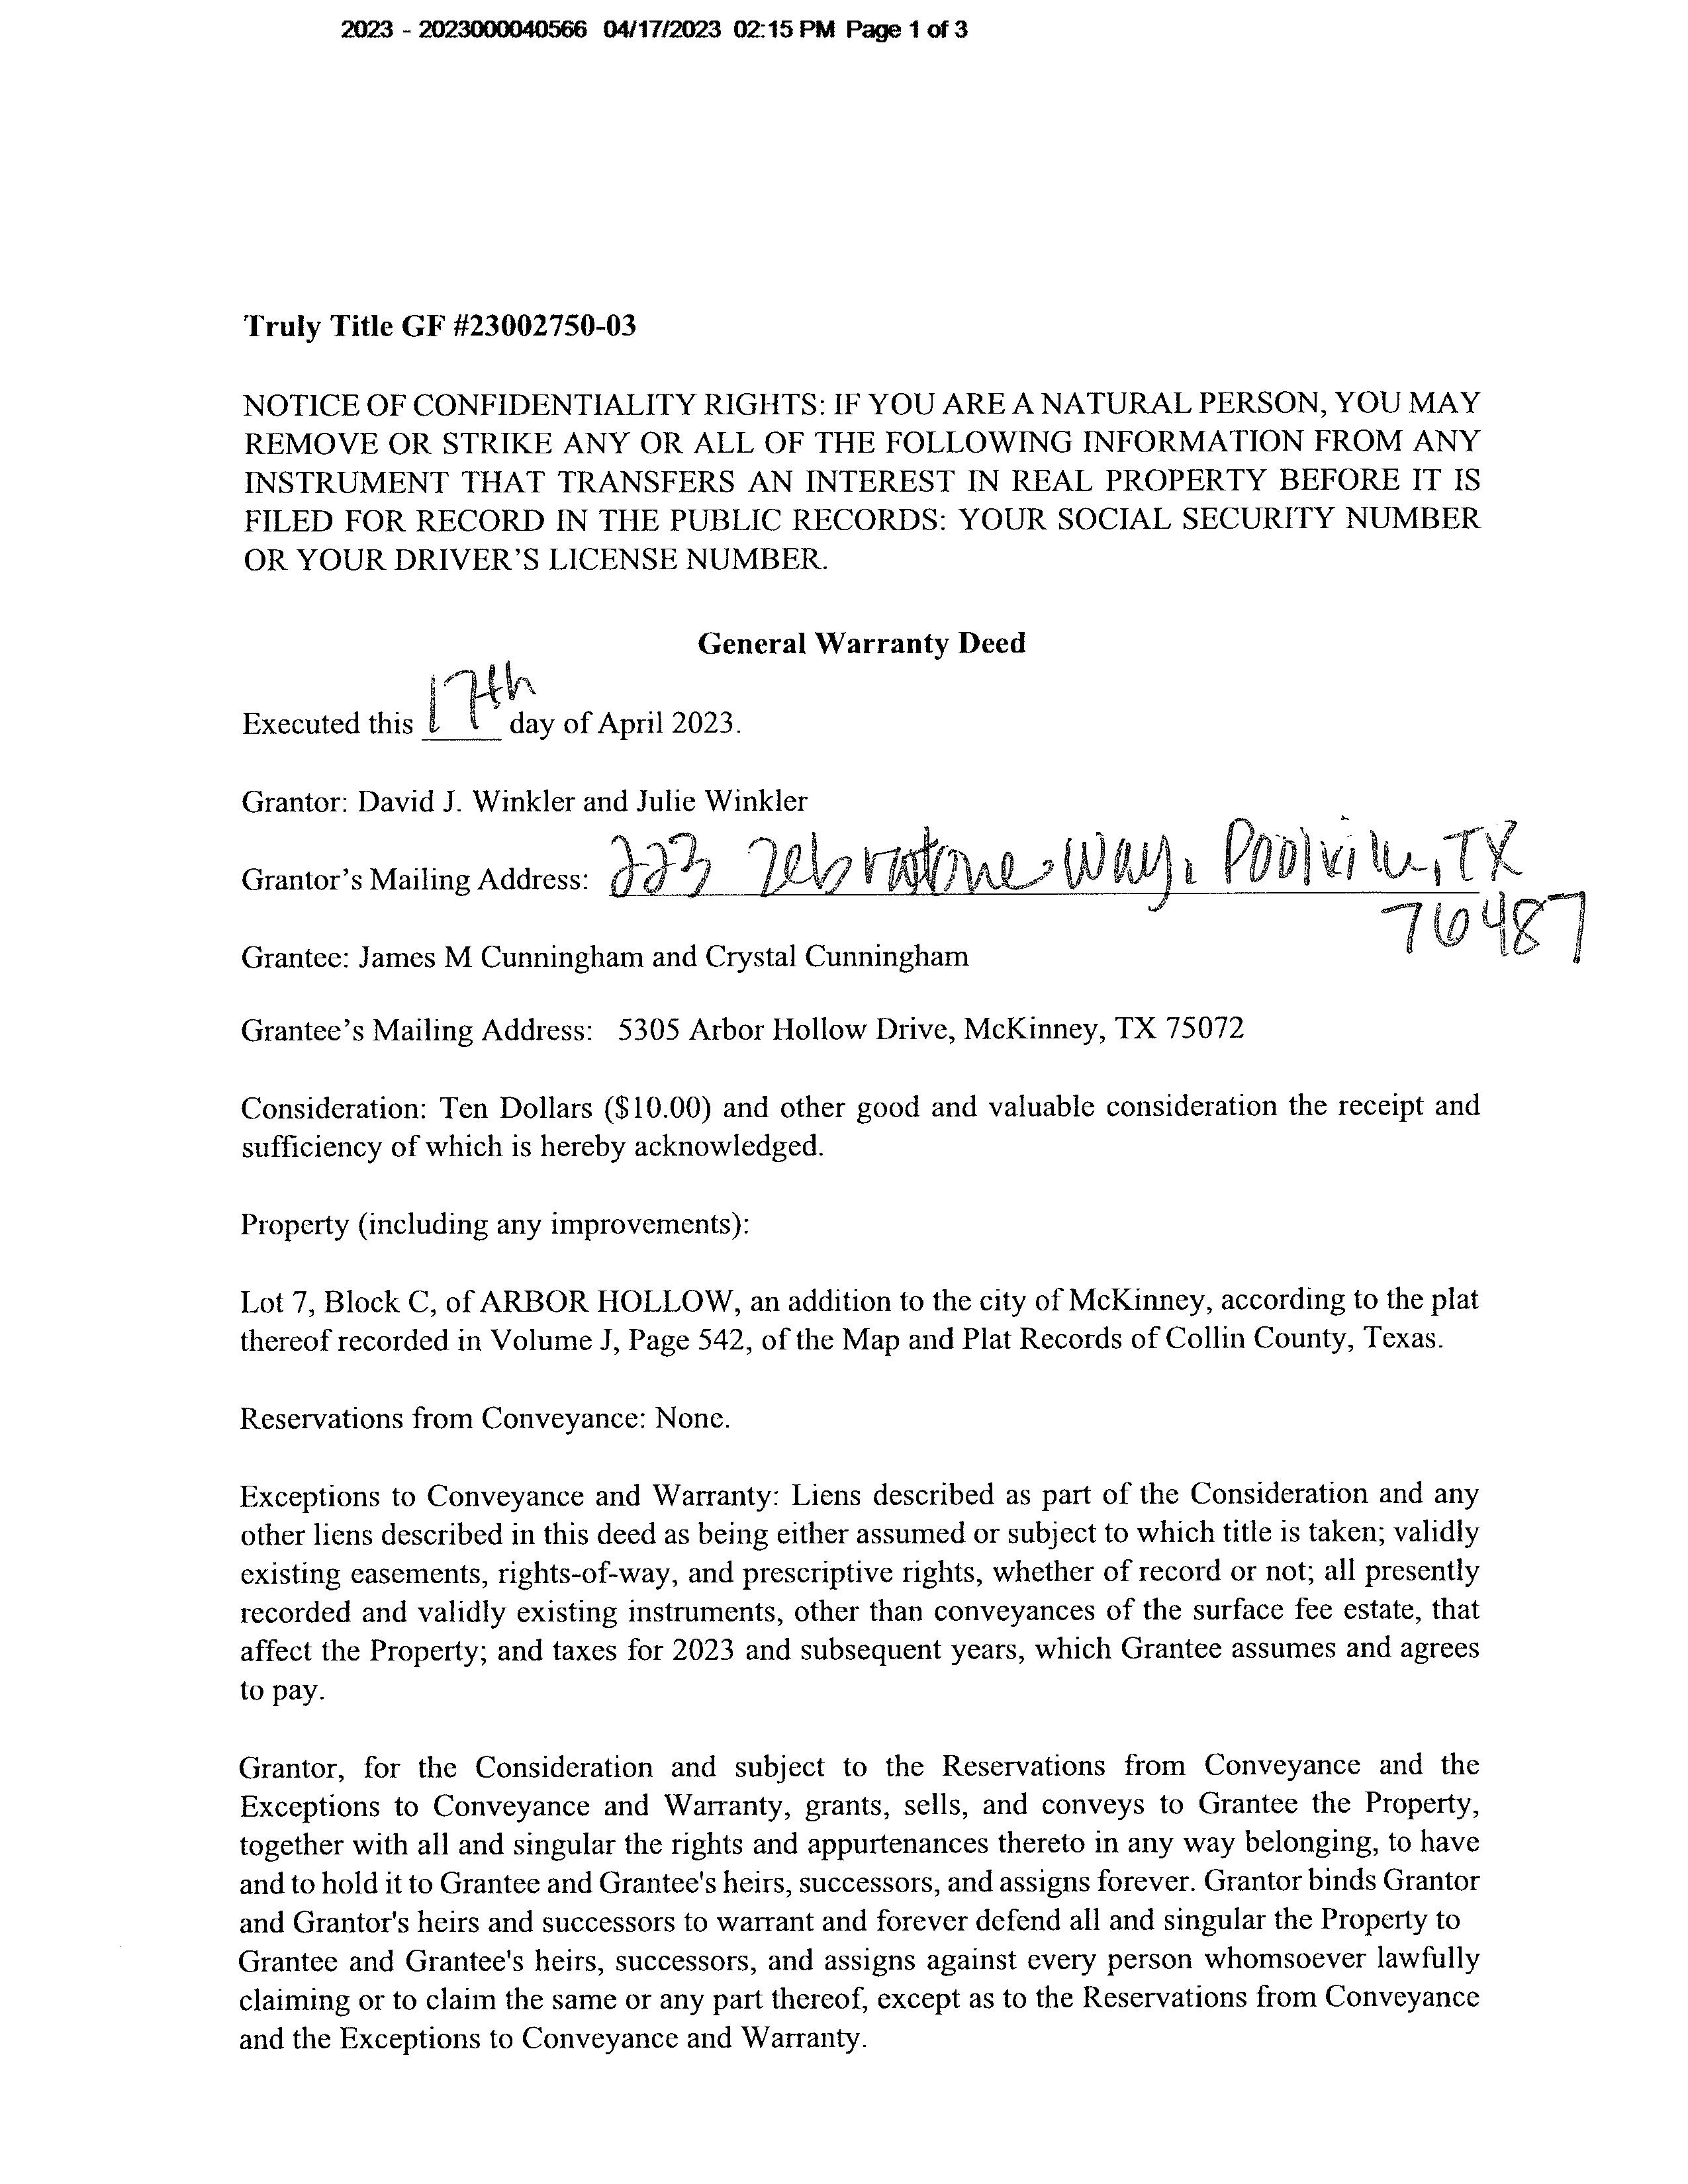 2023 - 2023000040566 04/17/2023 02:15 PM Page 1 of 3
Truly Title GF #23002750-03
NOTICE OF CONFIDENTIALITY RIGHTS: IF YOU ARE A NATURAL PERSON, YOU MAY
REMOVE OR STRIKE ANY OR ALL OF THE FOLLOWING INFORMATION FROM ANY
INSTRUMENT THAT TRANSFERS AN INTEREST IN REAL PROPERTY BEFORE IT IS
FILED FOR RECORD IN THE PUBLIC RECORDS: YOUR SOCIAL SECURITY NUMBER
OR YOUR DRIVER’S LICENSE NUMBER.
General Warranty Deed
Executed this 17th day of April 2023.
Grantor: David J. Winkler and Julie Winkler
Grantor’s Mailing Address: 223 Zebrastone Way, Poolville, TX
76487
Grantee: James M Cunningham and Crystal Cunningham
Grantee’s Mailing Address: 5305 Arbor Hollow Drive, McKinney, TX 75072
Consideration: Ten Dollars ($10.00) and other good and valuable consideration the receipt and
sufficiency of which is hereby acknowledged.
Property (including any improvements):
Lot 7, Block C, of ARBOR HOLLOW, an addition to the city of McKinney, according to the plat
thereof recorded in Volume J, Page 542, of the Map and Plat Records of Collin County, Texas.
Reservations from Conveyance: None.
Exceptions to Conveyance and Warranty: Liens described as part of the Consideration and any
other liens described in this deed as being either assumed or subject to which title is taken; validly
existing easements, rights-of-way, and prescriptive rights, whether of record or not; all presently
recorded and validly existing instruments, other than conveyances of the surface fee estate, that
affect the Property; and taxes for 2023 and subsequent years, which Grantee assumes and agrees
to pay.
Grantor, for the Consideration and subject to the Reservations from Conveyance and the
Exceptions to Conveyance and Warranty, grants, sells, and conveys to Grantee the Property,
together with all and singular the rights and appurtenances thereto in any way belonging, to have
and to hold it to Grantee and Grantee's heirs, successors, and assigns forever. Grantor binds Grantor
and Grantor's heirs and successors to warrant and forever defend all and singular the Property to
Grantee and Grantee's heirs, successors, and assigns against every person whomsoever lawfully
claiming or to claim the same or any part thereof, except as to the Reservations from Conveyance
and the Exceptions to Conveyance and Warranty.